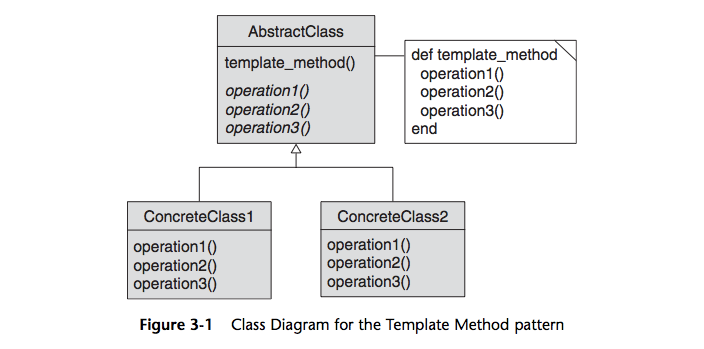 AbstractClass
template_method()
operation1()
operation2()
operation3()
def template_method
operation1()
operation2()
operation3()
end
ConcreteClass1
operation1()
operation2()
operation3()
ConcreteClass2
operation1()
operation2()
operation3()
Figure 3-1 Class Diagram for the Template Method pattern